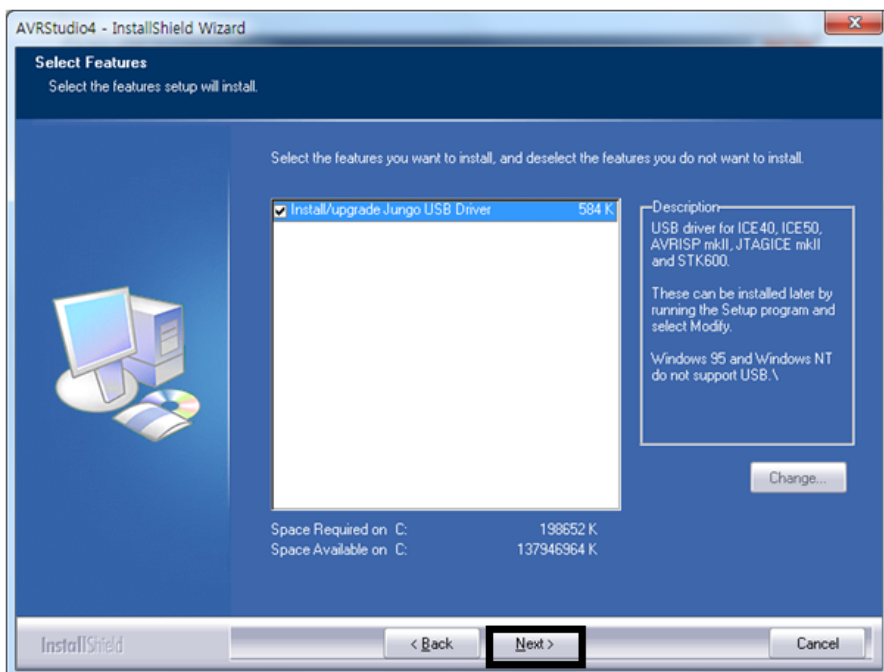 AVRStudio4 - InstallShield Wizard
Select Features
Select the features setup will install.
Select the features you want to install, and deselect the features you do not want to install.
Install/upgrade Jungo USB Driver 584 K
Description
USB driver for ICE40, ICE50,
AVRISP mkII, JTAGICE mkII
and STK600.
These can be installed later by
running the Setup program and
select Modify.
Windows 95 and Windows NT
do not support USB.\
Change...
Space Required on C: 198652 K
Space Available on C: 137946964 K
InstallShield
< Back
Next >
Cancel